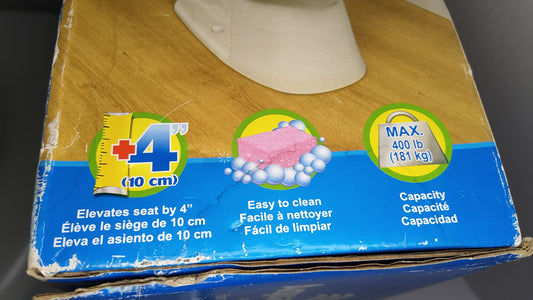 +4”
(10 cm)
Elevates seat by 4”
Élève le siège de 10 cm
Eleva el asiento de 10 cm
Easy to clean
Facile à nettoyer
Fácil de limpiar
MAX.
400 lb
(181 kg)
Capacity
Capacité
Capacidad